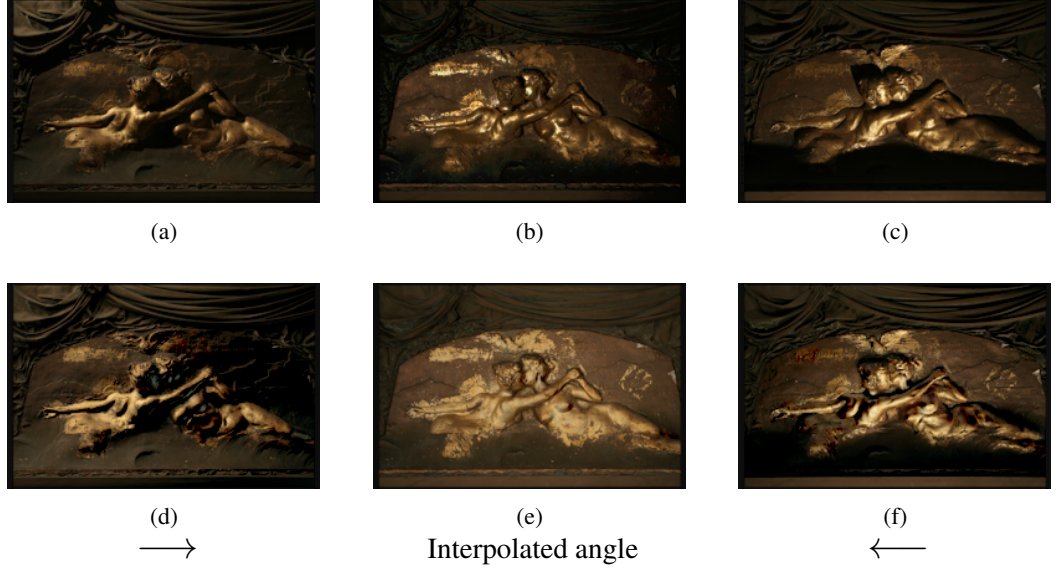 (a) (b) (c)
(d) (e) (f)
→ Interpolated angle ←